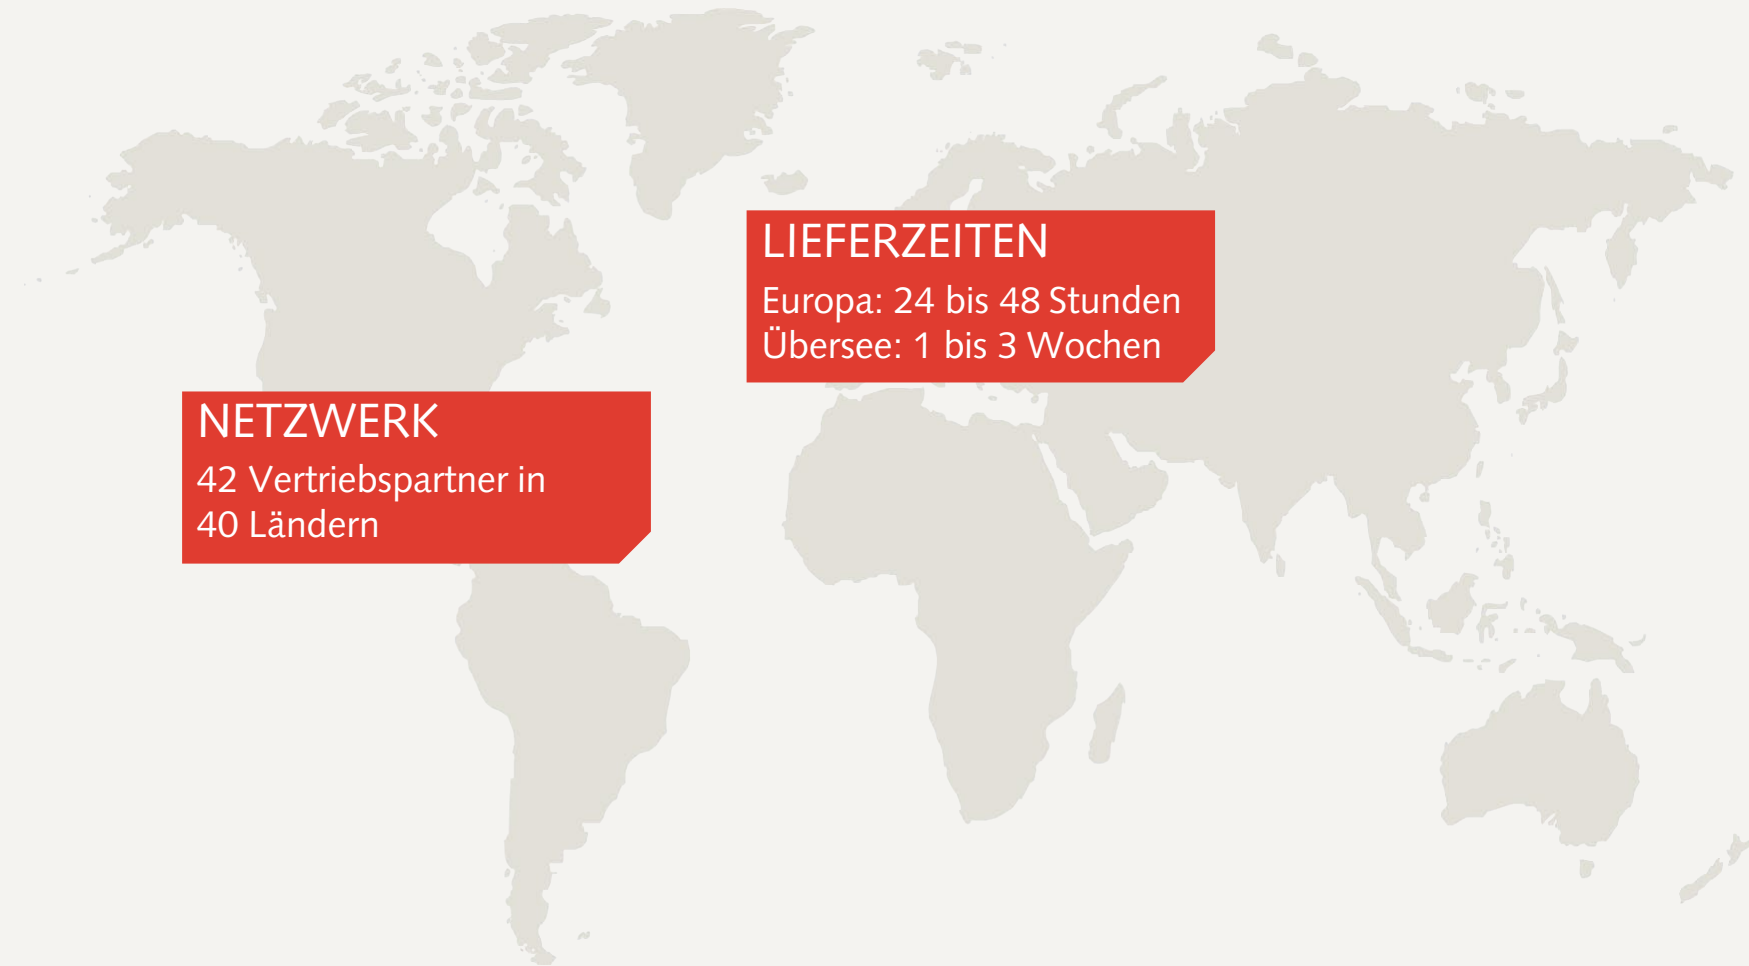 LIEFERZEITEN
Europa: 24 bis 48 Stunden
Übersee: 1 bis 3 Wochen
NETZWERK
42 Vertriebspartner in
40 Ländern